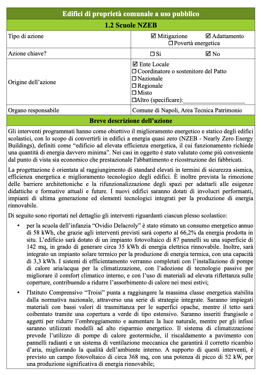 Edifici di proprietà comunale a uso pubblico
1.2 Scuole NZEB
Tipo di azione
☑ Mitigazione ☑ Adattamento
☐ Povertà energetica
Azione chiave?
☐ Sì ☑ No
Origine dell'azione
☑ Ente Locale
☐ Coordinatore o sostenitore del Patto
☐ Nazionale
☐ Regionale
☐ Misto
☐ Altro (specificare):
Organo responsabile
Comune di Napoli, Area Tecnica Patrimonio
Breve descrizione dell'azione
Gli interventi programmati hanno come obiettivo il miglioramento energetico e statico degli edifici
scolastici, con lo scopo di convertirli in edifici a energia quasi zero (NZEB - Nearly Zero Energy
Buildings), definiti come "edificio ad elevata efficienza energetica, il cui funzionamento richiede
una quantità di energia davvero minima". Nei casi in oggetto è stato valutato come più conveniente
dal punto di vista sia economico che prestazionale l'abbattimento e ricostruzione dei fabbricati.
La progettazione è orientata al raggiungimento di standard elevati in termini di sicurezza sismica,
efficienza energetica e miglioramento tecnologico degli edifici. È inoltre prevista la rimozione
delle barriere architettoniche e la rifunzionalizzazione degli spazi per adattarli alle esigenze
didattiche e formative attuali e future. I nuovi edifici saranno dotati di involucri performanti,
impianti di ultima generazione ed elementi tecnologici integrati per la produzione di energia
rinnovabile.
Di seguito sono riportati nel dettaglio gli interventi riguardanti ciascun plesso scolastico:
• per la scuola dell'infanzia "Ovidio Decroly" è stato stimato un consumo energetico annuo
di 58 kWh, che grazie agli interventi previsti sarà coperto al 66,2% da energia prodotta in
situ. L'edificio sarà dotato di un impianto fotovoltaico di 87 pannelli su una superficie di
142 mq, in grado di generare circa 35 kWh di energia elettrica rinnovabile. Inoltre, sarà
integrato un impianto solare termico per la produzione di energia termica, con una capacità
di 3,3 kWh. I sistemi di efficientamento verranno completati con l'installazione di pompe
di calore aria/acqua per la climatizzazione, con l'adozione di tecnologie passive per
migliorare il comfort climatico interno, e con l'uso di materiali ad elevata riflettanza sulle
coperture, contribuendo a ridurre l'assorbimento di calore nei mesi estivi;
• l'Istituto Comprensivo "Troisi" punta a raggiungere la massima classe energetica stabilita
dalla normativa nazionale, attraverso una serie di strategie integrate. Saranno impiegati
materiali con bassi valori di trasmittanza per le superfici opache, mentre il tetto sarà
coibentato tramite una copertura a verde di tipo estensivo. Saranno inseriti frangisole e
aggetti per ridurre l'ombreggiamento e aumentare la luce naturale, mentre per gli infissi
saranno utilizzati modelli ad alto risparmio energetico. Il sistema di climatizzazione
prevede l'utilizzo di pompe di calore geotermiche, il riscaldamento a pavimento con
pannelli radianti e un sistema di ventilazione meccanica che garantirà il corretto ricambio
d'aria, migliorando la qualità dell'ambiente interno. A supporto di questi interventi, è
previsto un campo fotovoltaico di circa 368 mq, con una potenza di picco di 52 kW, per
una produzione significativa di energia rinnovabile;